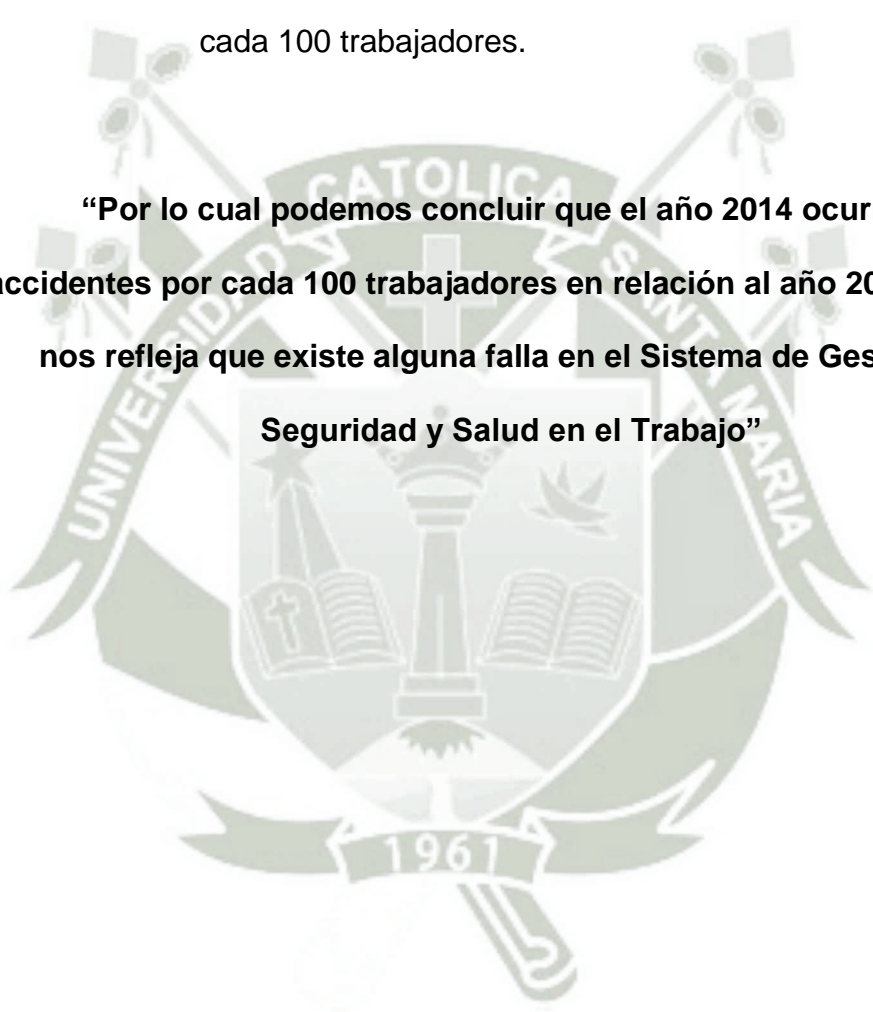 cada 100 trabajadores.
“Por lo cual podemos concluir que el año 2014 ocur
accidentes por cada 100 trabajadores en relación al año 20
nos refleja que existe alguna falla en el Sistema de Ges
Seguridad y Salud en el Trabajo”
UNIVERSIDAD CATOLICA SANTA MARIA
1961